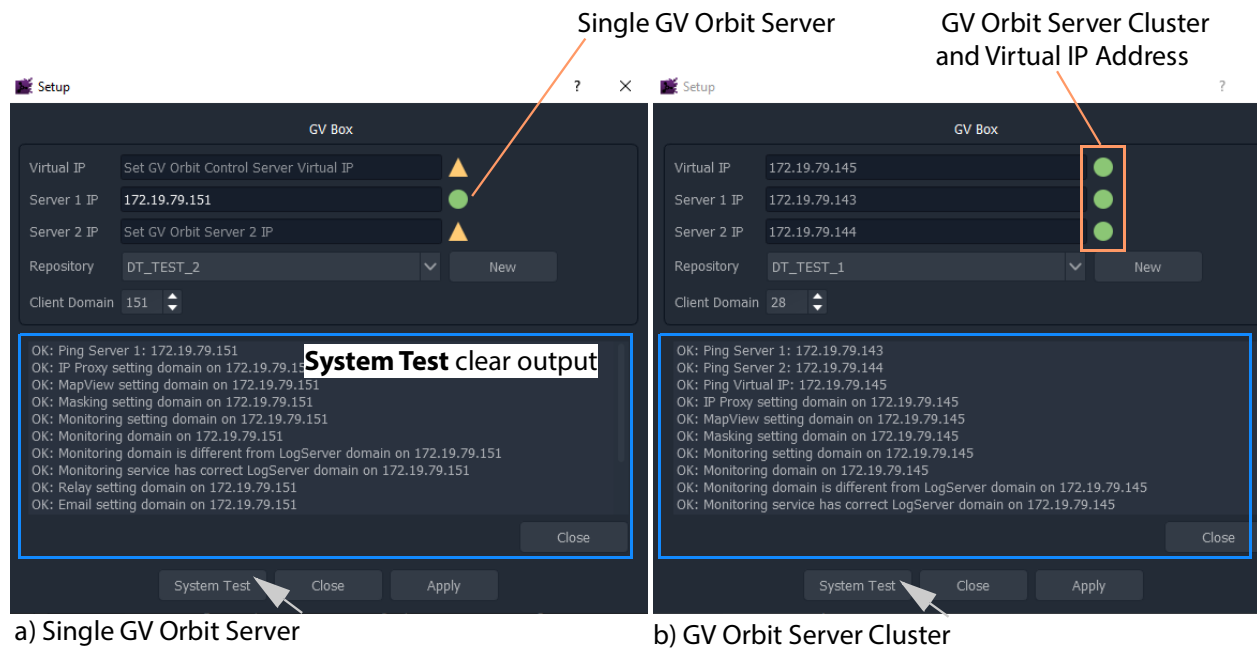 Single GV Orbit Server
GV Orbit Server Cluster
and Virtual IP Address
Setup
?
×
GV Box
Virtual IP
Set GV Orbit Control Server Virtual IP
Server 1 IP
172.19.79.151
Server 2 IP
Set GV Orbit Server 2 IP
Repository
DT_TEST_2
New
Client Domain
151
OK: Ping Server 1: 172.19.79.151
OK: IP Proxy setting domain on 172.19.79.15
System Test clear output
OK: MapView setting domain on 172.19.79.151
OK: Masking setting domain on 172.19.79.151
OK: Monitoring setting domain on 172.19.79.151
OK: Monitoring domain on 172.19.79.151
OK: Monitoring domain is different from LogServer domain on 172.19.79.151
OK: Monitoring service has correct LogServer domain on 172.19.79.151
OK: Relay setting domain on 172.19.79.151
OK: Email setting domain on 172.19.79.151
Close
System Test
Close
Apply
a) Single GV Orbit Server
Setup
?
GV Box
Virtual IP
172.19.79.145
Server 1 IP
172.19.79.143
Server 2 IP
172.19.79.144
Repository
DT_TEST_1
New
Client Domain
28
OK: Ping Server 1: 172.19.79.143
OK: Ping Server 2: 172.19.79.144
OK: Ping Virtual IP: 172.19.79.145
OK: IP Proxy setting domain on 172.19.79.145
OK: MapView setting domain on 172.19.79.145
OK: Masking setting domain on 172.19.79.145
OK: Monitoring setting domain on 172.19.79.145
OK: Monitoring domain on 172.19.79.145
OK: Monitoring domain is different from LogServer domain on 172.19.79.145
OK: Monitoring service has correct LogServer domain on 172.19.79.145
Close
System Test
Close
Apply
b) GV Orbit Server Cluster